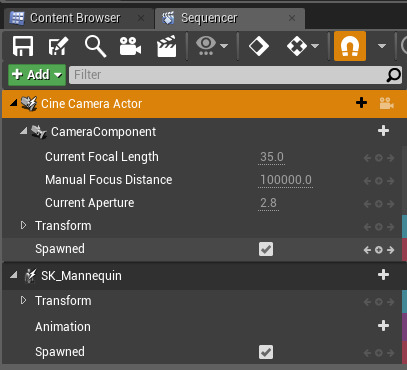 Content Browser Sequencer
Add Filter
Cine Camera Actor
CameraComponent
Current Focal Length 35.0
Manual Focus Distance 100000.0
Current Aperture 2.8
Transform
Spawned
SK_Mannequin
Transform
Animation
Spawned